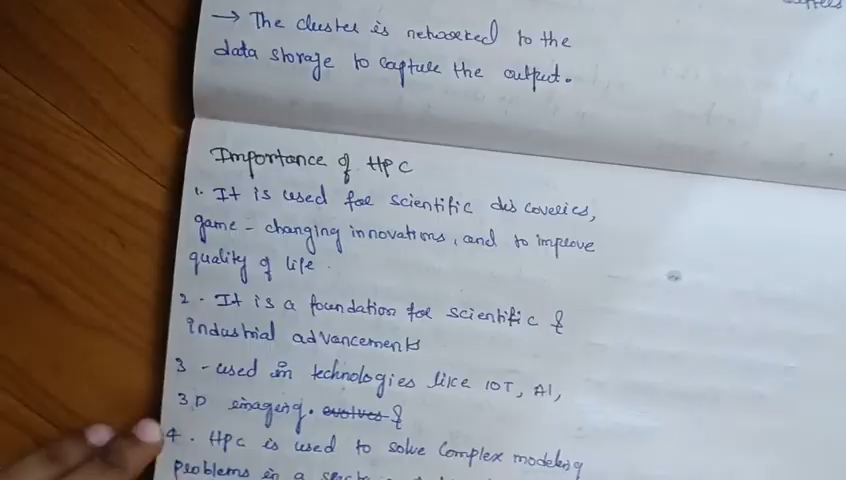 → The cluster is networked to the
data storage to capture the output.
Importance of HPC
1. It is used for scientific discoveries,
game-changing innovations, and to improve
quality of life.
2. It is a foundation for scientific &
industrial advancements
3 - used in technologies like IOT, AI,
3D imaging. evolves &
4. HPC is used to solve Complex modeling
problems in a